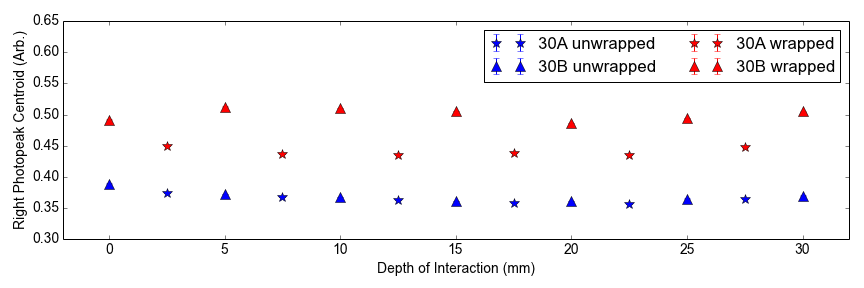 0.65
0.60
0.55
0.50
0.45
0.40
0.35
0.30
Right Photopeak Centroid (Arb.)
30A unwrapped 30A wrapped
30B unwrapped 30B wrapped
0 5 10 15 20 25 30
Depth of Interaction (mm)